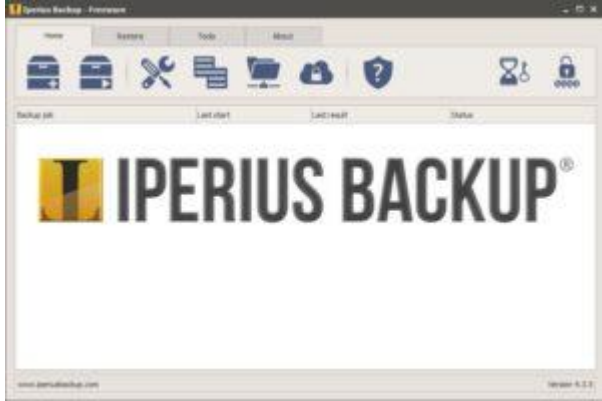 Iperius Backup - Freeware
Home Restore Tools About
Backup job Last start Last result Status
IPERIUS BACKUP®
www.iperiusbackup.com